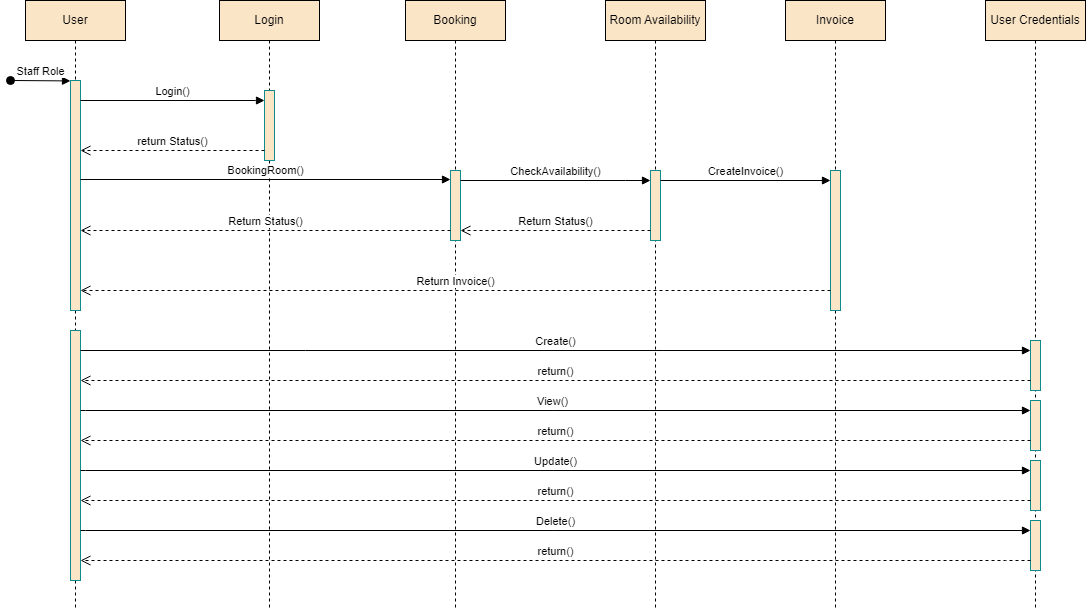 User
Login
Booking
Room Availability
Invoice
User Credentials
Staff Role
Login()
return Status()
BookingRoom()
CheckAvailability()
CreateInvoice()
Return Status()
Return Status()
Return Invoice()
Create()
return()
View()
return()
Update()
return()
Delete()
return()